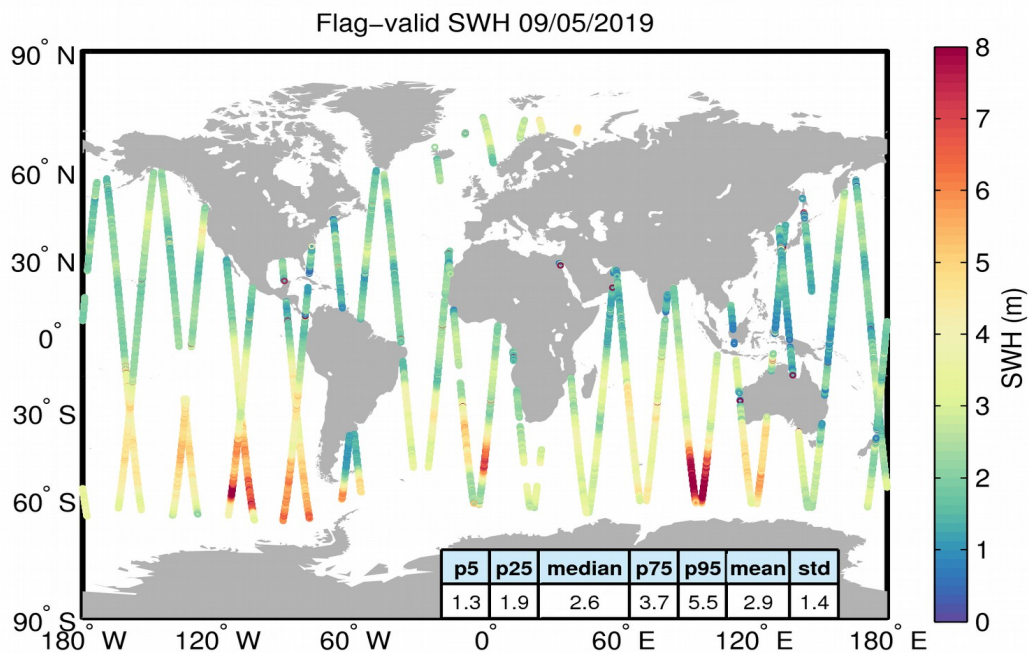 Flag−valid SWH 09/05/2019
90° N
60° N
30° N
0°
30° S
60° S
90° S
180° W
120° W
60° W
0°
60° E
120° E
180° E
p5 p25 median p75 p95 mean std
1.3 1.9 2.6 3.7 5.5 2.9 1.4
8
7
6
5
4
3
2
1
0
SWH (m)